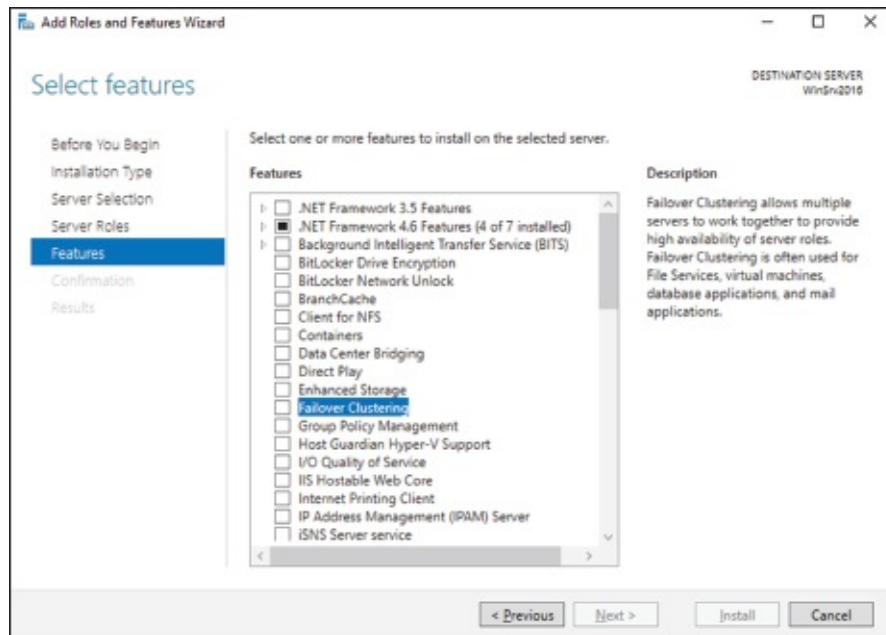 Add Roles and Features Wizard
Select features
DESTINATION SERVER
WinSrv2016
Before You Begin
Installation Type
Server Selection
Server Roles
Features
Confirmation
Results
Select one or more features to install on the selected server.
Features
.NET Framework 3.5 Features
.NET Framework 4.6 Features (4 of 7 installed)
Background Intelligent Transfer Service (BITS)
BitLocker Drive Encryption
BitLocker Network Unlock
BranchCache
Client for NFS
Containers
Data Center Bridging
Direct Play
Enhanced Storage
Failover Clustering
Group Policy Management
Host Guardian Hyper-V Support
I/O Quality of Service
IIS Hostable Web Core
Internet Printing Client
IP Address Management (IPAM) Server
iSNS Server service
Description
Failover Clustering allows multiple
servers to work together to provide
high availability of server roles.
Failover Clustering is often used for
File Services, virtual machines,
database applications, and mail
applications.
< Previous
Next >
Install
Cancel